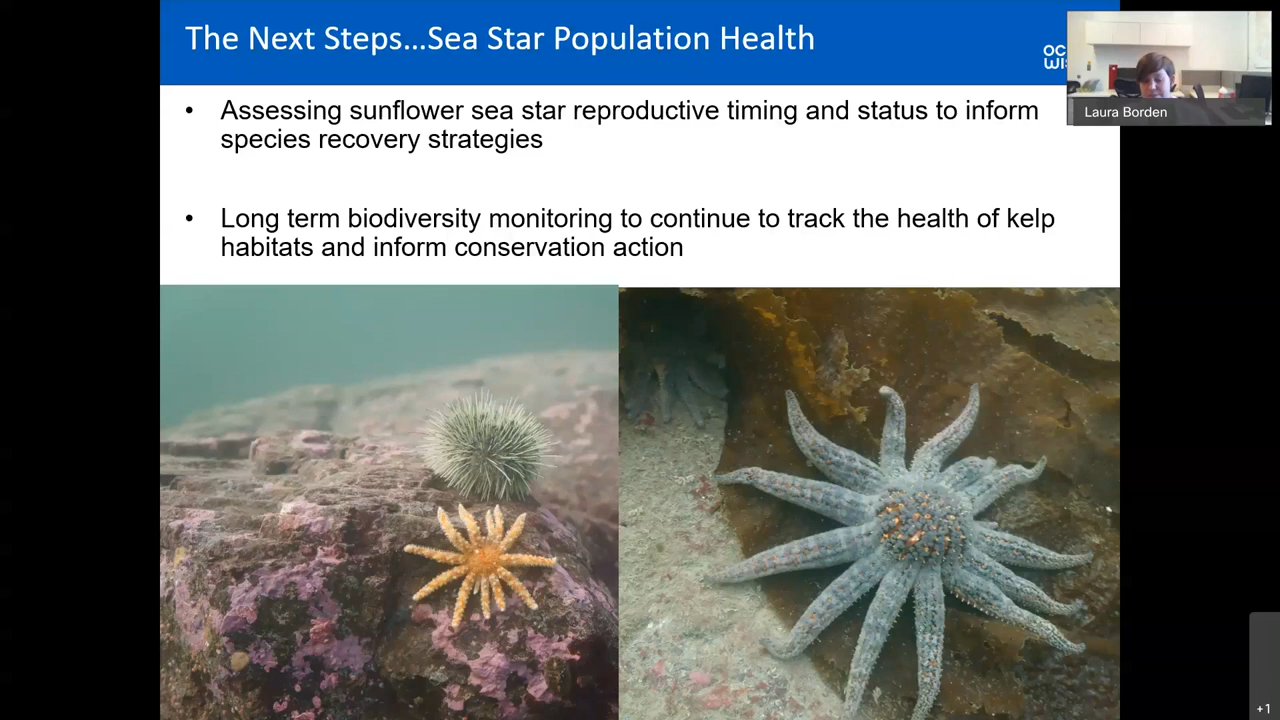 The Next Steps...Sea Star Population Health
OC
WI
Laura Borden
• Assessing sunflower sea star reproductive timing and status to inform
species recovery strategies
• Long term biodiversity monitoring to continue to track the health of kelp
habitats and inform conservation action
+1